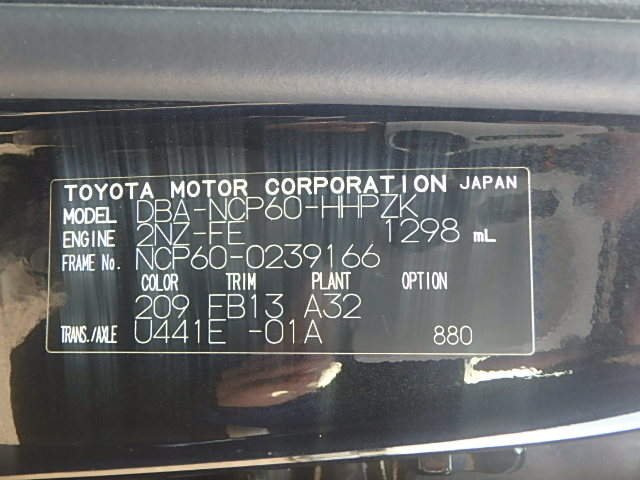 TOYOTA MOTOR CORPORATION JAPAN
MODEL DBA-NCP60-HHPZK
ENGINE 2NZ-FE 1298 mL
FRAME No. NCP60-0239166
COLOR TRIM PLANT OPTION
209 FB13 A32
TRANS./AXLE U441E -01A 880